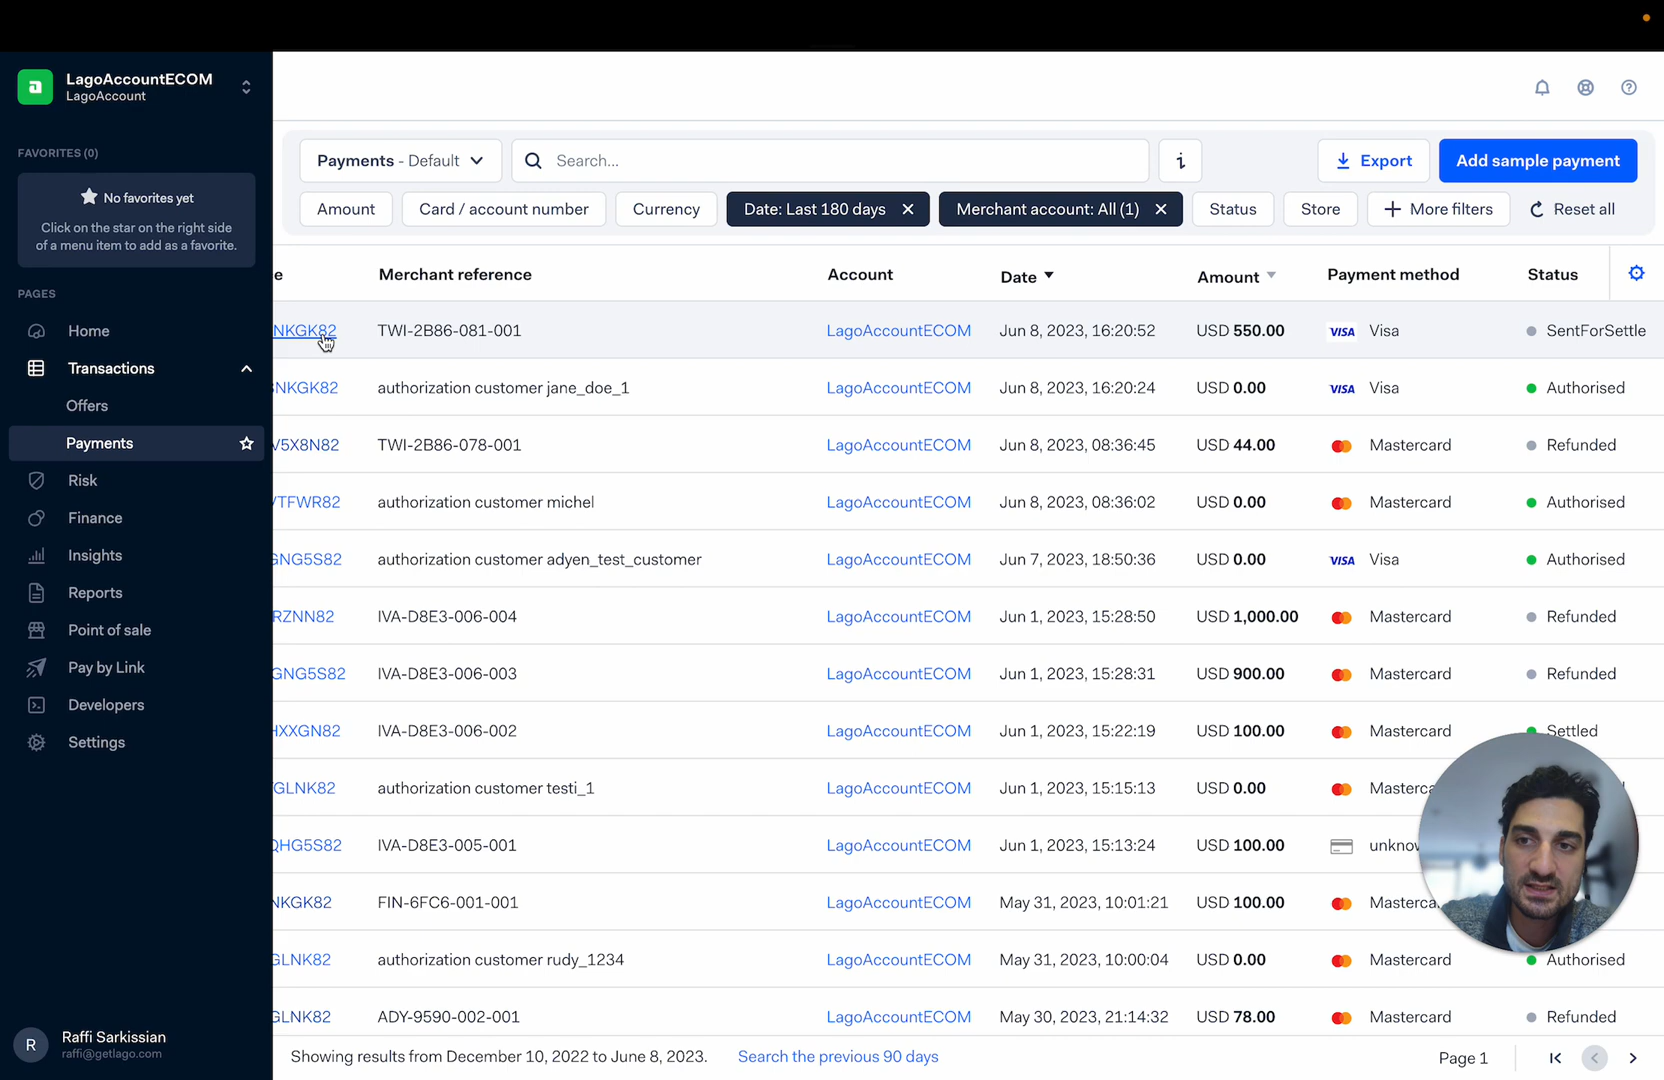 LagoAccountECOM
LagoAccount
FAVORITES (0)
No favorites yet
Click on the star on the right side
of a menu item to add as a favorite.
PAGES
Home
Transactions
Offers
Payments
Risk
Finance
Insights
Reports
Point of sale
Pay by Link
Developers
Settings
R
Raffi Sarkissian
raffi@getlago.com
Payments - Default
Search...
i
Export
Add sample payment
Amount
Card / account number
Currency
Date: Last 180 days
Merchant account: All (1)
Status
Store
More filters
Reset all
e Merchant reference Account Date Amount Payment method Status
NKGK82 TWI-2B86-081-001 LagoAccountECOM Jun 8, 2023, 16:20:52 USD 550.00 VISA Visa SentForSettle
NKGK82 authorization customer jane_doe_1 LagoAccountECOM Jun 8, 2023, 16:20:24 USD 0.00 VISA Visa Authorised
V5X8N82 TWI-2B86-078-001 LagoAccountECOM Jun 8, 2023, 08:36:45 USD 44.00 Mastercard Refunded
TFWR82 authorization customer michel LagoAccountECOM Jun 8, 2023, 08:36:02 USD 0.00 Mastercard Authorised
GNG5S82 authorization customer adyen_test_customer LagoAccountECOM Jun 7, 2023, 18:50:36 USD 0.00 VISA Visa Authorised
RZNN82 IVA-D8E3-006-004 LagoAccountECOM Jun 1, 2023, 15:28:50 USD 1,000.00 Mastercard Refunded
GNG5S82 IVA-D8E3-006-003 LagoAccountECOM Jun 1, 2023, 15:28:31 USD 900.00 Mastercard Refunded
HXXGN82 IVA-D8E3-006-002 LagoAccountECOM Jun 1, 2023, 15:22:19 USD 100.00 Mastercard Settled
GLNK82 authorization customer testi_1 LagoAccountECOM Jun 1, 2023, 15:15:13 USD 0.00 Masterc
QHG5S82 IVA-D8E3-005-001 LagoAccountECOM Jun 1, 2023, 15:13:24 USD 100.00 unknow
NKGK82 FIN-6FC6-001-001 LagoAccountECOM May 31, 2023, 10:01:21 USD 100.00 Masterca
GLNK82 authorization customer rudy_1234 LagoAccountECOM May 31, 2023, 10:00:04 USD 0.00 Mastercard Authorised
GLNK82 ADY-9590-002-001 LagoAccountECOM May 30, 2023, 21:14:32 USD 78.00 Mastercard Refunded
Showing results from December 10, 2022 to June 8, 2023. Search the previous 90 days Page 1